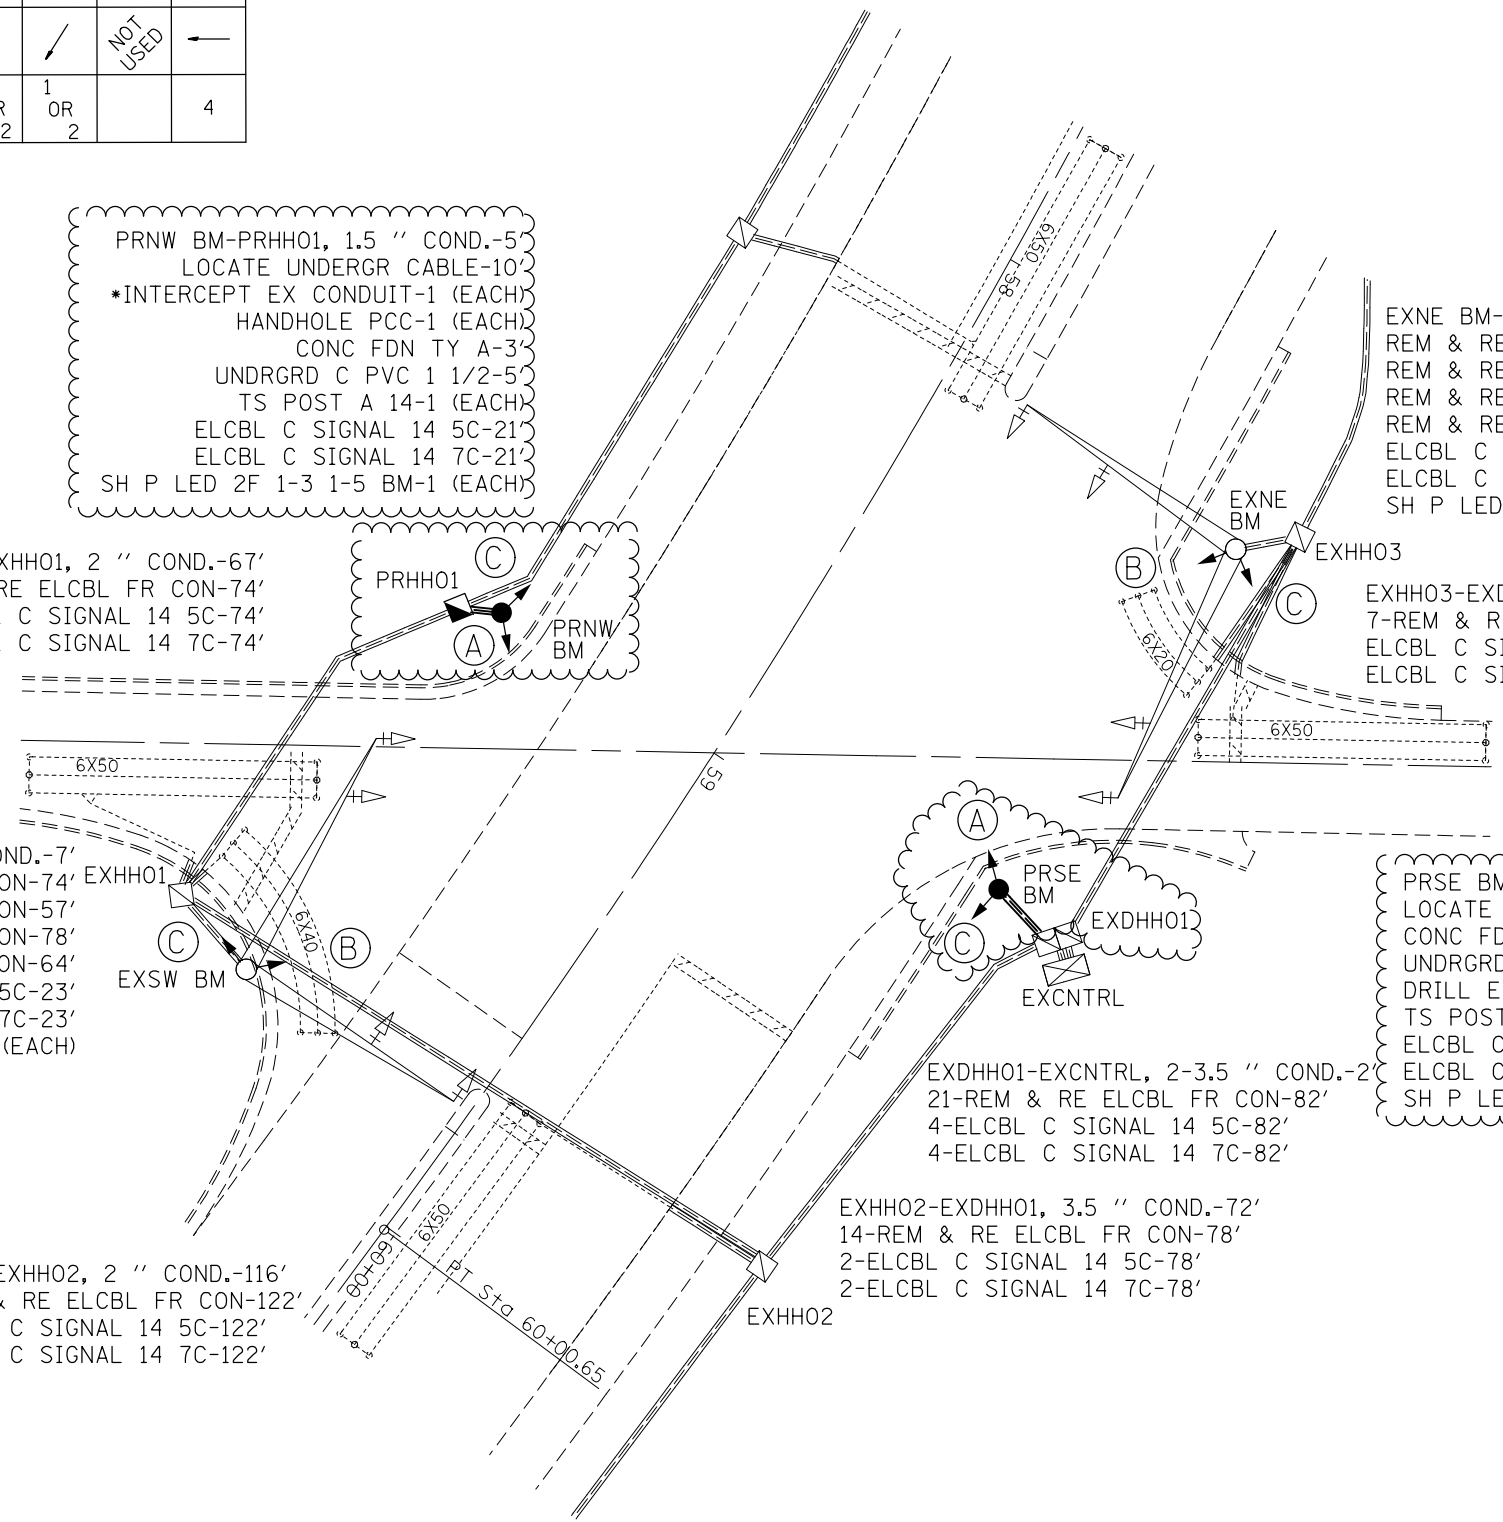 NOT
USED
R
2
1
OR
2
4
PRNW BM-PRHH01, 1.5 '' COND.-5'
LOCATE UNDERGR CABLE-10'
*INTERCEPT EX CONDUIT-1 (EACH)
HANDHOLE PCC-1 (EACH)
CONC FDN TY A-3'
UNDRGRD C PVC 1 1/2-5'
TS POST A 14-1 (EACH)
ELCBL C SIGNAL 14 5C-21'
ELCBL C SIGNAL 14 7C-21'
SH P LED 2F 1-3 1-5 BM-1 (EACH)
6X50
58
EXNE BM-
REM & RE
REM & RE
REM & RE
REM & RE
ELCBL C
ELCBL C
SH P LED
EXNE
BM
EXHH03
B
C
6X20
EXHH03-EXD
7-REM & R
ELCBL C SI
ELCBL C SI
XHH01, 2 '' COND.-67'
RE ELCBL FR CON-74'
C SIGNAL 14 5C-74'
C SIGNAL 14 7C-74'
PRHH01
C
A
PRNW
BM
6X50
6X50
59
OND.-7'
ON-74'
ON-57'
ON-78'
ON-64'
5C-23'
7C-23'
(EACH)
EXHH01
C
EXSW BM
6X40
B
A
PRSE
BM
C
EXDHH01
EXCNTRL
PRSE BM
LOCATE
CONC FD
UNDRGRD
DRILL E
TS POST
ELCBL C
ELCBL C
SH P LE
EXDHH01-EXCNTRL, 2-3.5 '' COND.-2'
21-REM & RE ELCBL FR CON-82'
4-ELCBL C SIGNAL 14 5C-82'
4-ELCBL C SIGNAL 14 7C-82'
EXHH02-EXDHH01, 3.5 '' COND.-72'
14-REM & RE ELCBL FR CON-78'
2-ELCBL C SIGNAL 14 5C-78'
2-ELCBL C SIGNAL 14 7C-78'
EXHH02, 2 '' COND.-116'
& RE ELCBL FR CON-122'
C SIGNAL 14 5C-122'
C SIGNAL 14 7C-122'
60+00
6X50
PT Sta 60+00.65
EXHH02